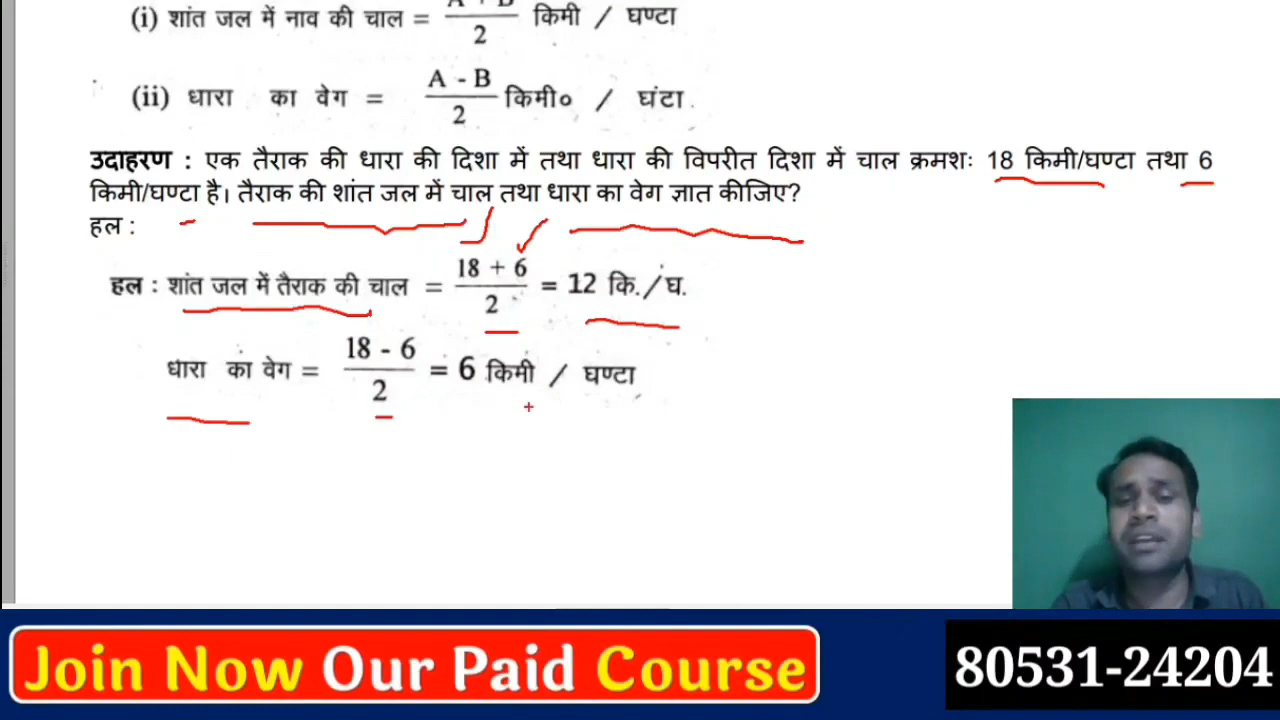 (i) शांत जल में नाव की चाल = A + B / 2 किमी / घण्टा
(ii) धारा का वेग = A - B / 2 किमी० / घंटा
उदाहरण : एक तैराक की धारा की दिशा में तथा धारा की विपरीत दिशा में चाल क्रमशः 18 किमी/घण्टा तथा 6
किमी/घण्टा है। तैराक की शांत जल में चाल तथा धारा का वेग ज्ञात कीजिए?
हल :
हल : शांत जल में तैराक की चाल = 18 + 6 / 2 = 12 कि./घ.
धारा का वेग = 18 - 6 / 2 = 6 किमी / घण्टा
Join Now Our Paid Course
80531-24204